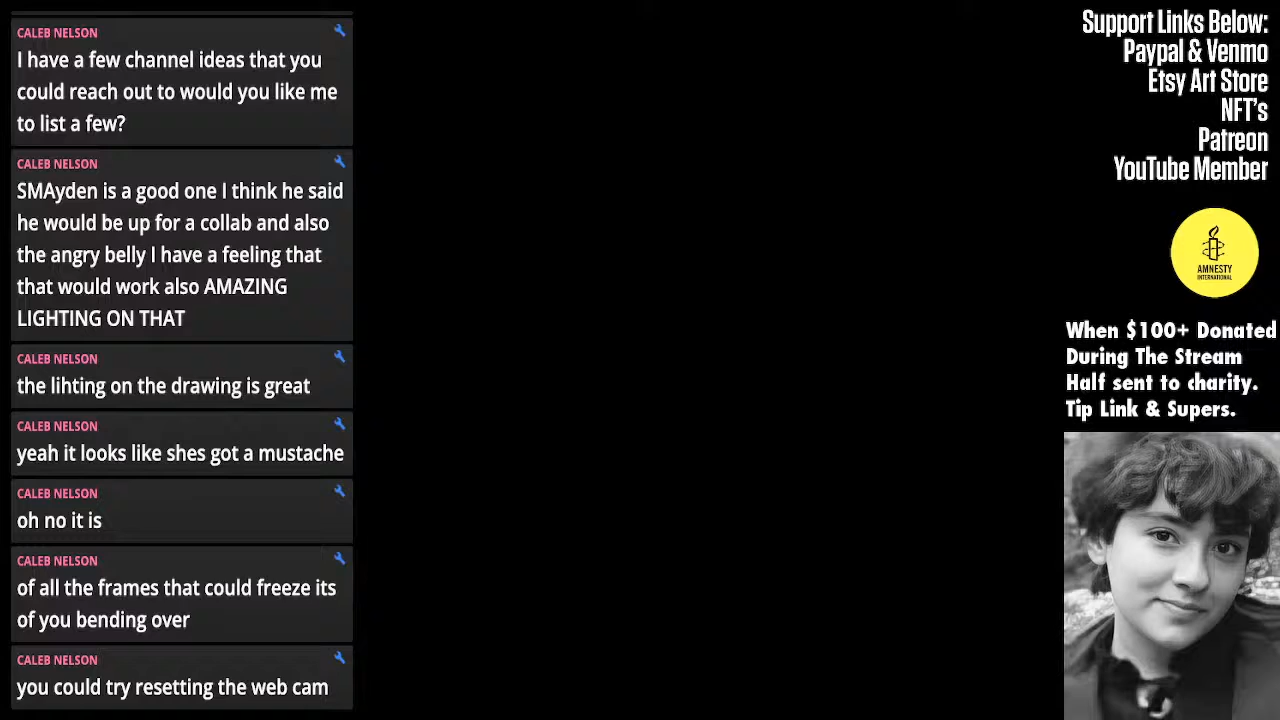 CALEB NELSON
I have a few channel ideas that you
could reach out to would you like me
to list a few?
CALEB NELSON
SMAyden is a good one I think he said
he would be up for a collab and also
the angry belly I have a feeling that
that would work also AMAZING
LIGHTING ON THAT
CALEB NELSON
the lihting on the drawing is great
CALEB NELSON
yeah it looks like shes got a mustache
CALEB NELSON
oh no it is
CALEB NELSON
of all the frames that could freeze its
of you bending over
CALEB NELSON
you could try resetting the web cam
Support Links Below:
Paypal & Venmo
Etsy Art Store
NFT's
Patreon
YouTube Member
AMNESTY
INTERNATIONAL
When $100+ Donated
During The Stream
Half sent to charity.
Tip Link & Supers.